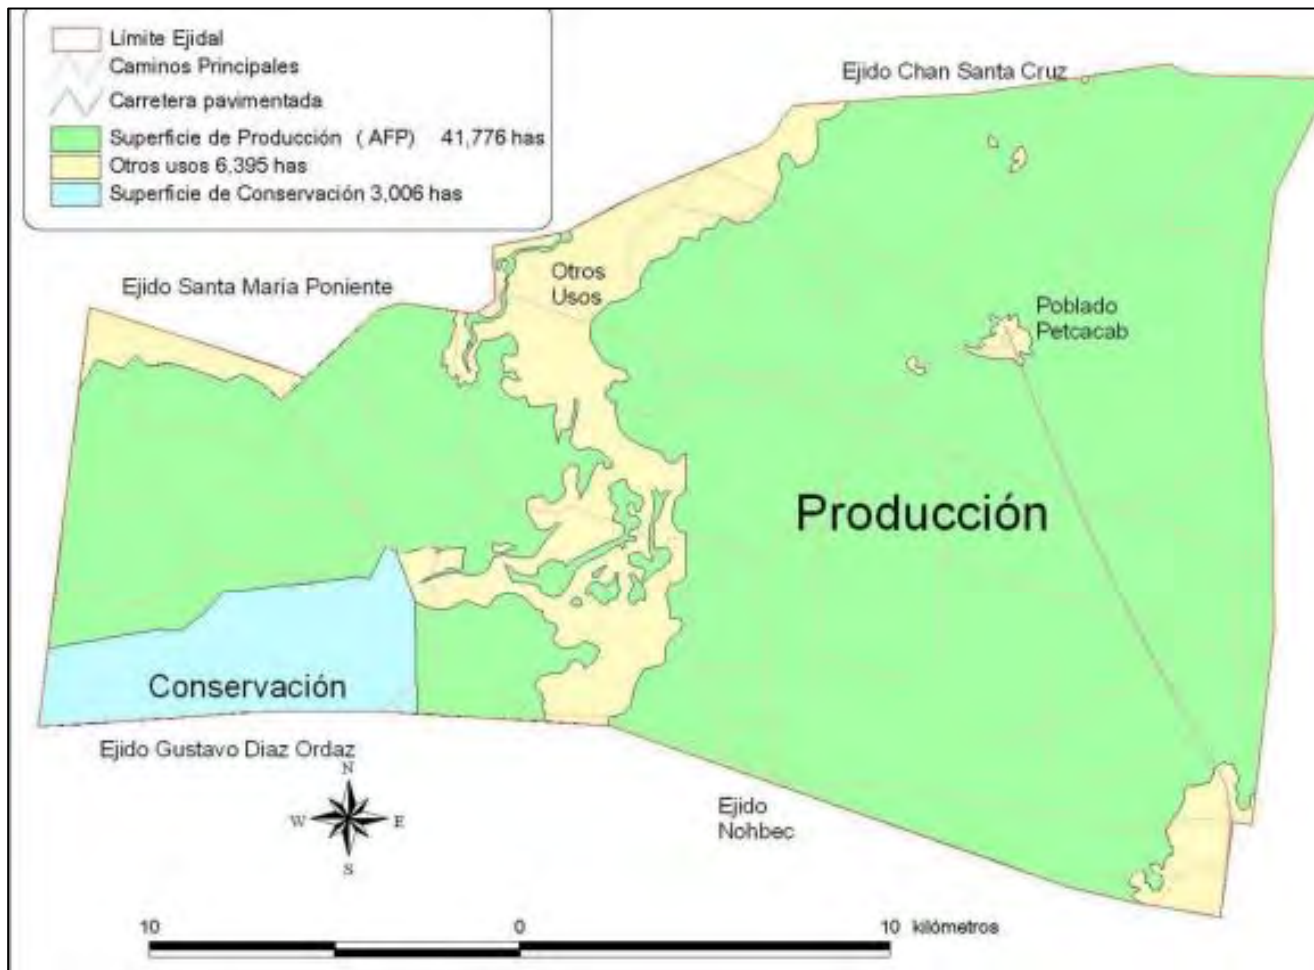 Límite Ejidal
Caminos Principales
Carretera pavimentada
Superficie de Producción ( AFP) 41,776 has
Otros usos 6,395 has
Superficie de Conservación 3,006 has
Ejido Chan Santa Cruz
Ejido Santa María Poniente
Otros
Usos
Poblado
Petcacab
Producción
Conservación
Ejido Gustavo Diaz Ordaz
Ejido
Nohbec
N
W E
S
10 0 10 kilómetros